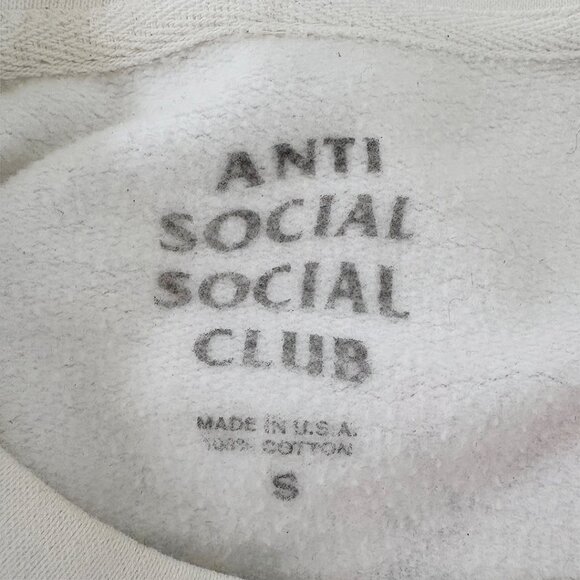 ANTI
SOCIAL
SOCIAL
CLUB
MADE IN U.S.A.
100% COTTON
S